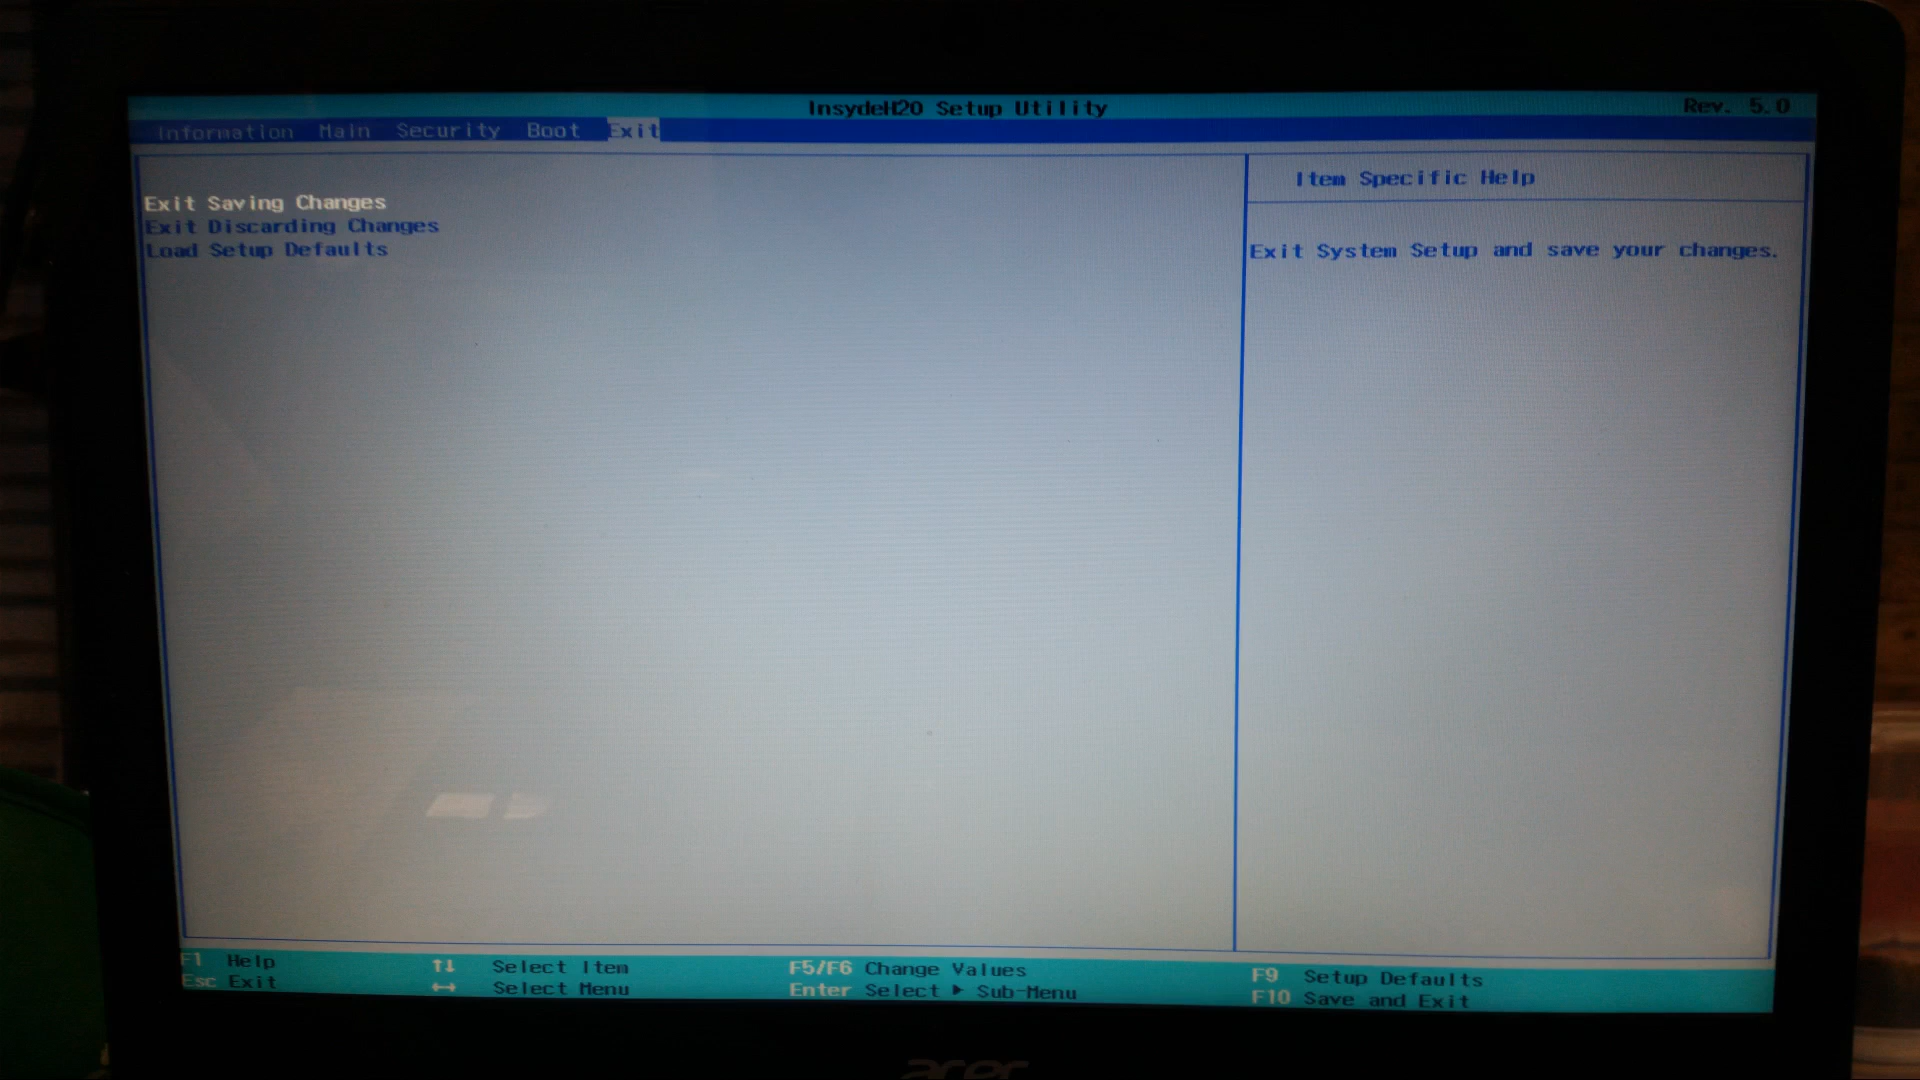 InsydeH20 Setup Utility Rev. 5.0
Information Main Security Boot Exit
Exit Saving Changes
Exit Discarding Changes
Load Setup Defaults
Item Specific Help
Exit System Setup and save your changes.
F1 Help ↑↓ Select Item F5/F6 Change Values F9 Setup Defaults
Esc Exit ↔ Select Menu Enter Select ▶ Sub-Menu F10 Save and Exit
acer